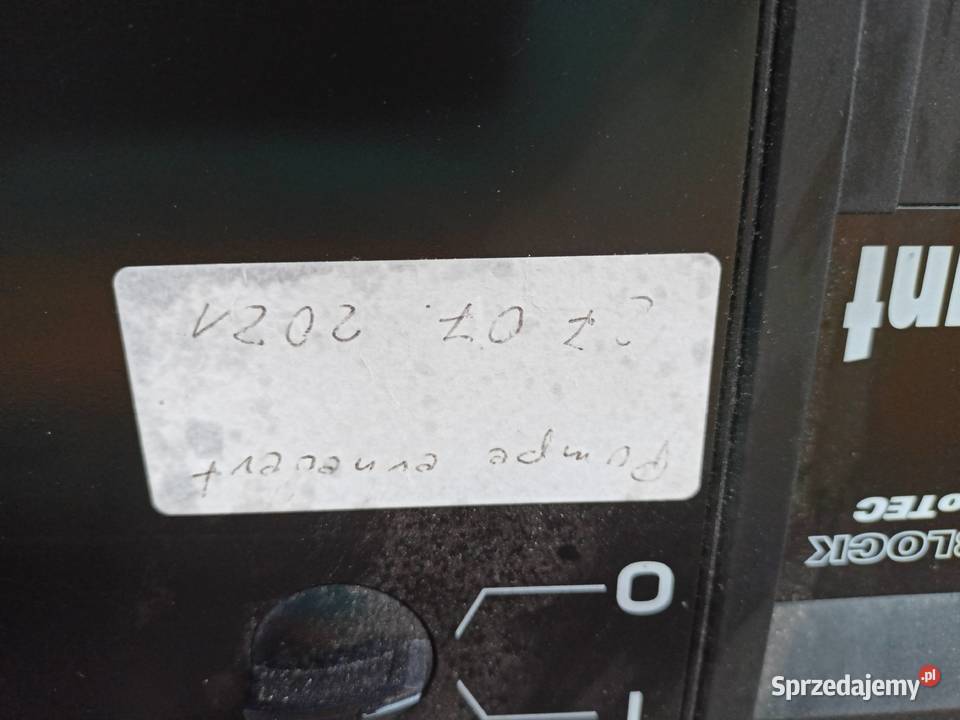 Pumpe erneuert
27 07. 2021
0
I
Sprzedajemy.pl